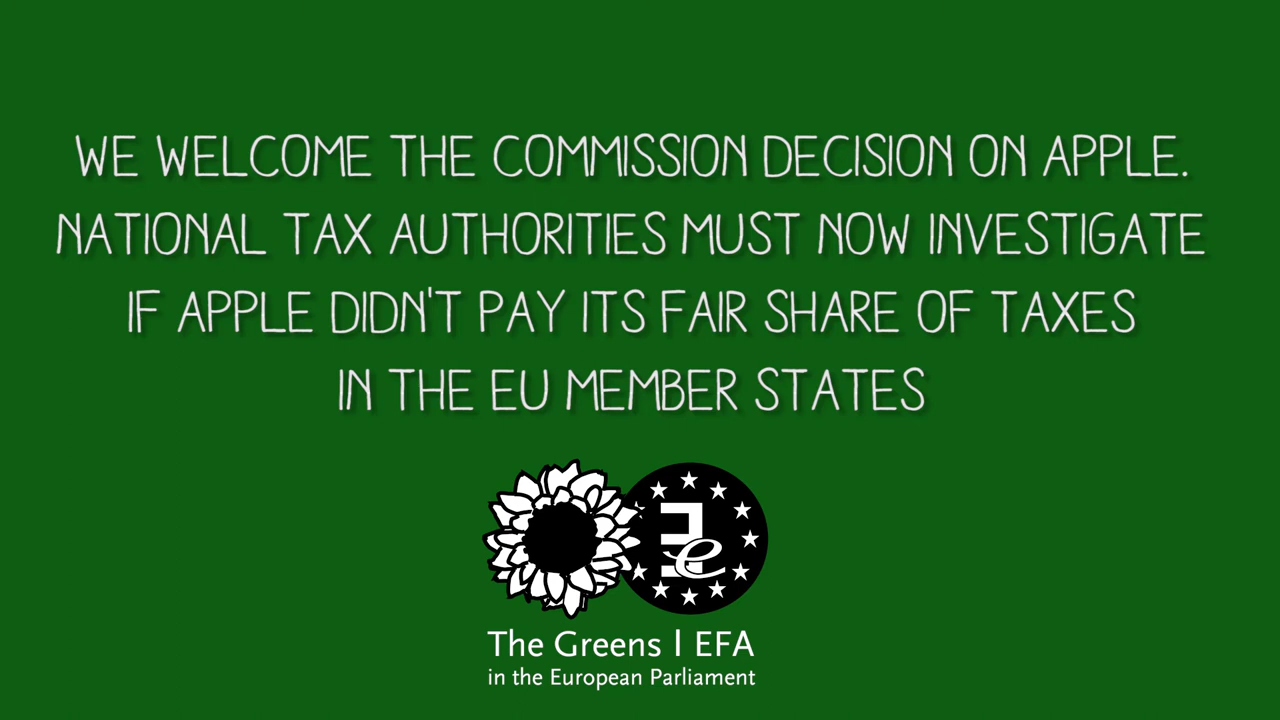 WE WELCOME THE COMMISSION DECISION ON APPLE.
NATIONAL TAX AUTHORITIES MUST NOW INVESTIGATE
IF APPLE DIDN'T PAY ITS FAIR SHARE OF TAXES
IN THE EU MEMBER STATES
e
The Greens | EFA
in the European Parliament